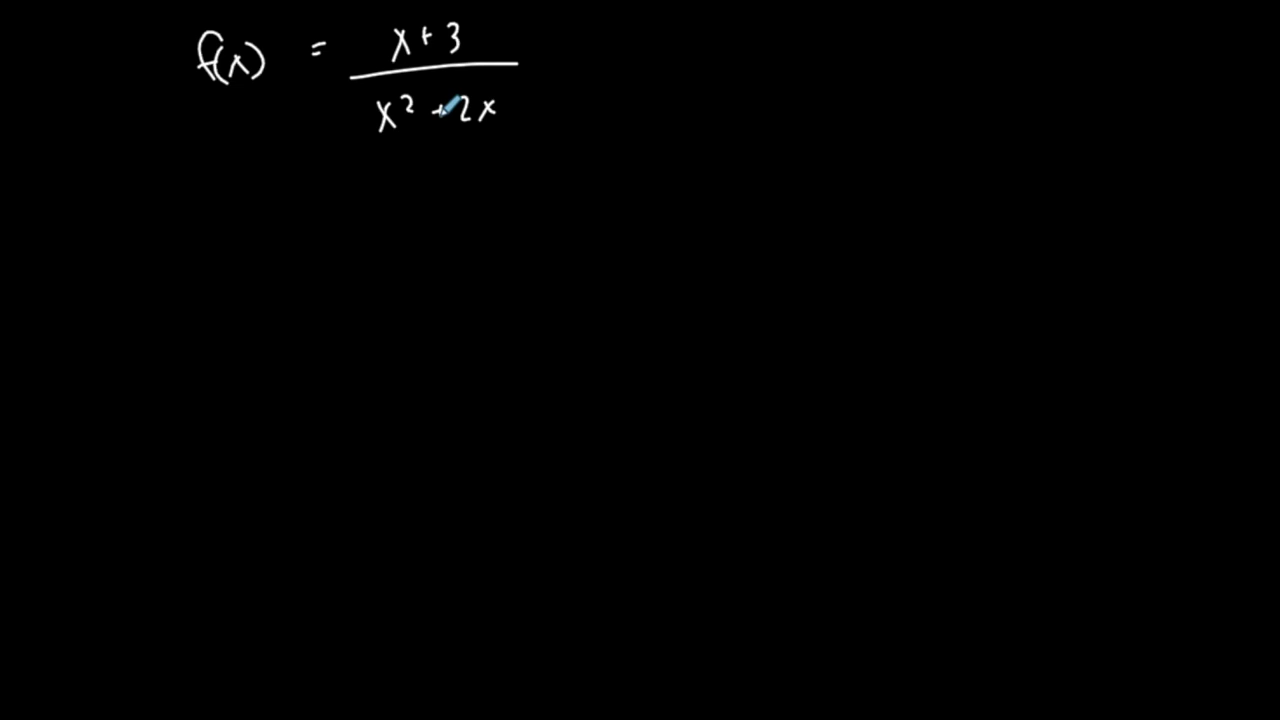 f(x) = x+3 / x² + 2x